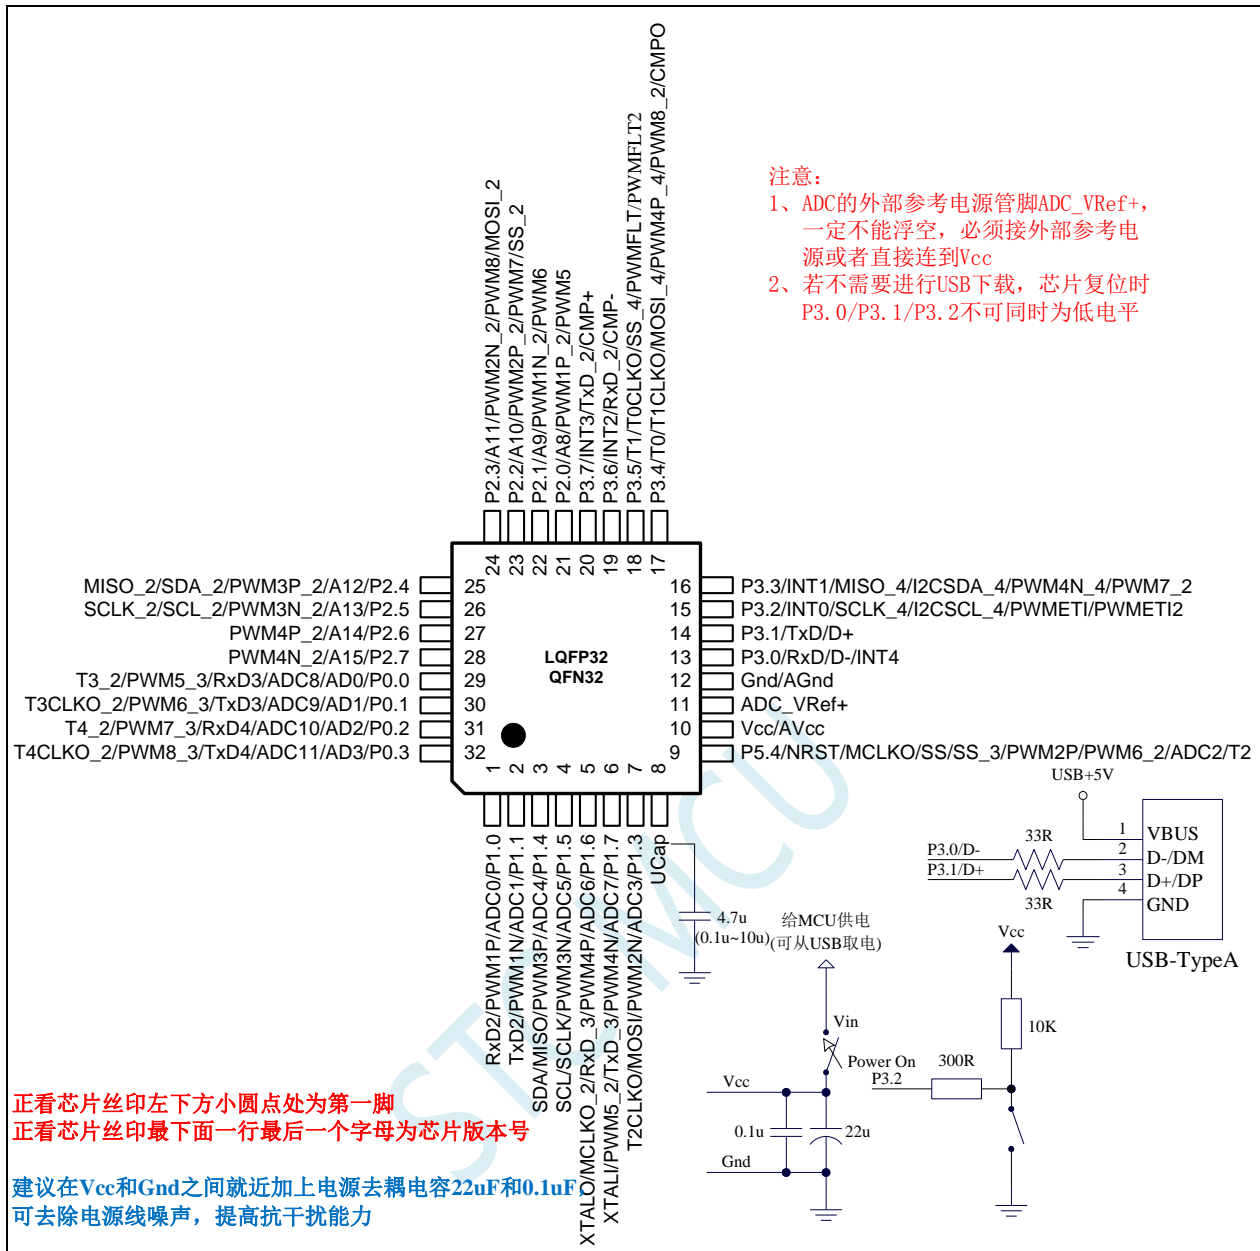 注意：
1、ADC的外部参考电源管脚ADC_VRef+，
一定不能浮空，必须接外部参考电
源或者直接连到Vcc
2、若不需要进行USB下载，芯片复位时
P3.0/P3.1/P3.2不可同时为低电平
P2.3/A11/PWM2N_2/PWM8/MOSI_2
P2.2/A10/PWM2P_2/PWM7/SS_2
P2.1/A9/PWM1N_2/PWM6
P2.0/A8/PWM1P_2/PWM5
P3.7/INT3/TxD_2/CMP+
P3.6/INT2/RxD_2/CMP-
P3.5/T1/T0CLKO/SS_4/PWMFLT/PWMFLT2
P3.4/T0/T1CLKO/MOSI_4/PWM4P_4/PWM8_2/CMPO
24
23
22
21
20
19
18
17
MISO_2/SDA_2/PWM3P_2/A12/P2.4
25
SCLK_2/SCL_2/PWM3N_2/A13/P2.5
26
PWM4P_2/A14/P2.6
27
PWM4N_2/A15/P2.7
28
T3_2/PWM5_3/RxD3/ADC8/AD0/P0.0
29
T3CLKO_2/PWM6_3/TxD3/ADC9/AD1/P0.1
30
T4_2/PWM7_3/RxD4/ADC10/AD2/P0.2
31
T4CLKO_2/PWM8_3/TxD4/ADC11/AD3/P0.3
32
LQFP32
QFN32
16
P3.3/INT1/MISO_4/I2CSDA_4/PWM4N_4/PWM7_2
15
P3.2/INT0/SCLK_4/I2CSCL_4/PWMETI/PWMETI2
14
P3.1/TxD/D+
13
P3.0/RxD/D-/INT4
12
Gnd/AGnd
11
ADC_VRef+
10
Vcc/AVcc
9
P5.4/NRST/MCLKO/SS/SS_3/PWM2P/PWM6_2/ADC2/T2
1
2
3
4
5
6
7
8
RxD2/PWM1P/ADC0/P1.0
TxD2/PWM1N/ADC1/P1.1
SDA/MISO/PWM3P/ADC4/P1.4
SCL/SCLK/PWM3N/ADC5/P1.5
XTALO/MCLKO_2/RxD_3/PWM4P/ADC6/P1.6
XTALI/PWM5_2/TxD_3/PWM4N/ADC7/P1.7
T2CLKO/MOSI/PWM2N/ADC3/P1.3
UCap
4.7u
(0.1u~10u)
USB+5V
1
VBUS
P3.0/D-
33R
2
D-/DM
P3.1/D+
33R
3
D+/DP
4
GND
USB-TypeA
给MCU供电
(可从USB取电)
Vin
Power On
Vcc
0.1u
22u
Gnd
Vcc
10K
300R
P3.2
STC MCU
正看芯片丝印左下方小圆点处为第一脚
正看芯片丝印最下面一行最后一个字母为芯片版本号
建议在Vcc和Gnd之间就近加上电源去耦电容22uF和0.1uF，
可去除电源线噪声，提高抗干扰能力